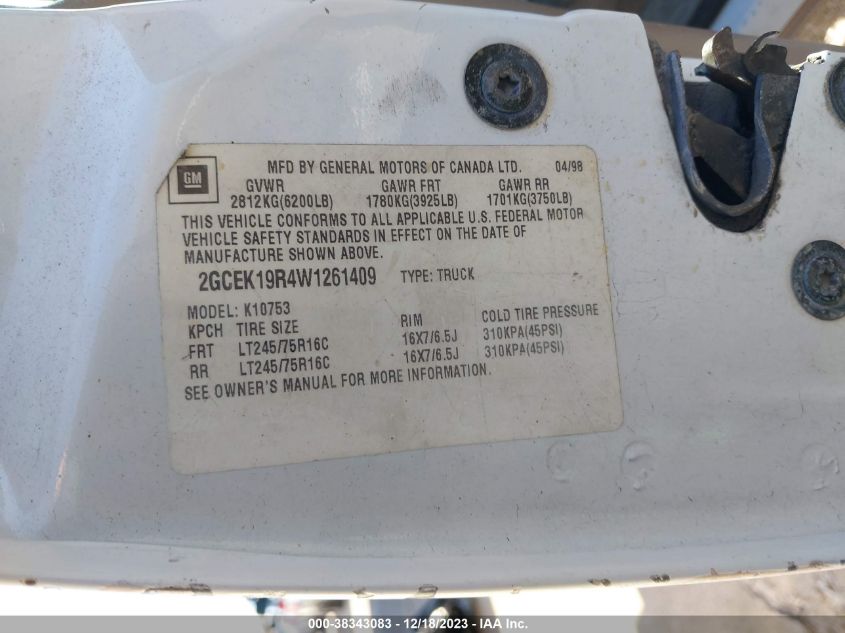 GM
MFD BY GENERAL MOTORS OF CANADA LTD. 04/98
GVWR GAWR FRT GAWR RR
2812KG(6200LB) 1780KG(3925LB) 1701KG(3750LB)
THIS VEHICLE CONFORMS TO ALL APPLICABLE U.S. FEDERAL MOTOR
VEHICLE SAFETY STANDARDS IN EFFECT ON THE DATE OF
MANUFACTURE SHOWN ABOVE.
2GCEK19R4W1261409 TYPE: TRUCK
MODEL: K10753
KPCH TIRE SIZE RIM COLD TIRE PRESSURE
FRT LT245/75R16C 16X7/6.5J 310KPA(45PSI)
RR LT245/75R16C 16X7/6.5J 310KPA(45PSI)
SEE OWNER'S MANUAL FOR MORE INFORMATION.
000-38343083 - 12/18/2023 - IAA Inc.